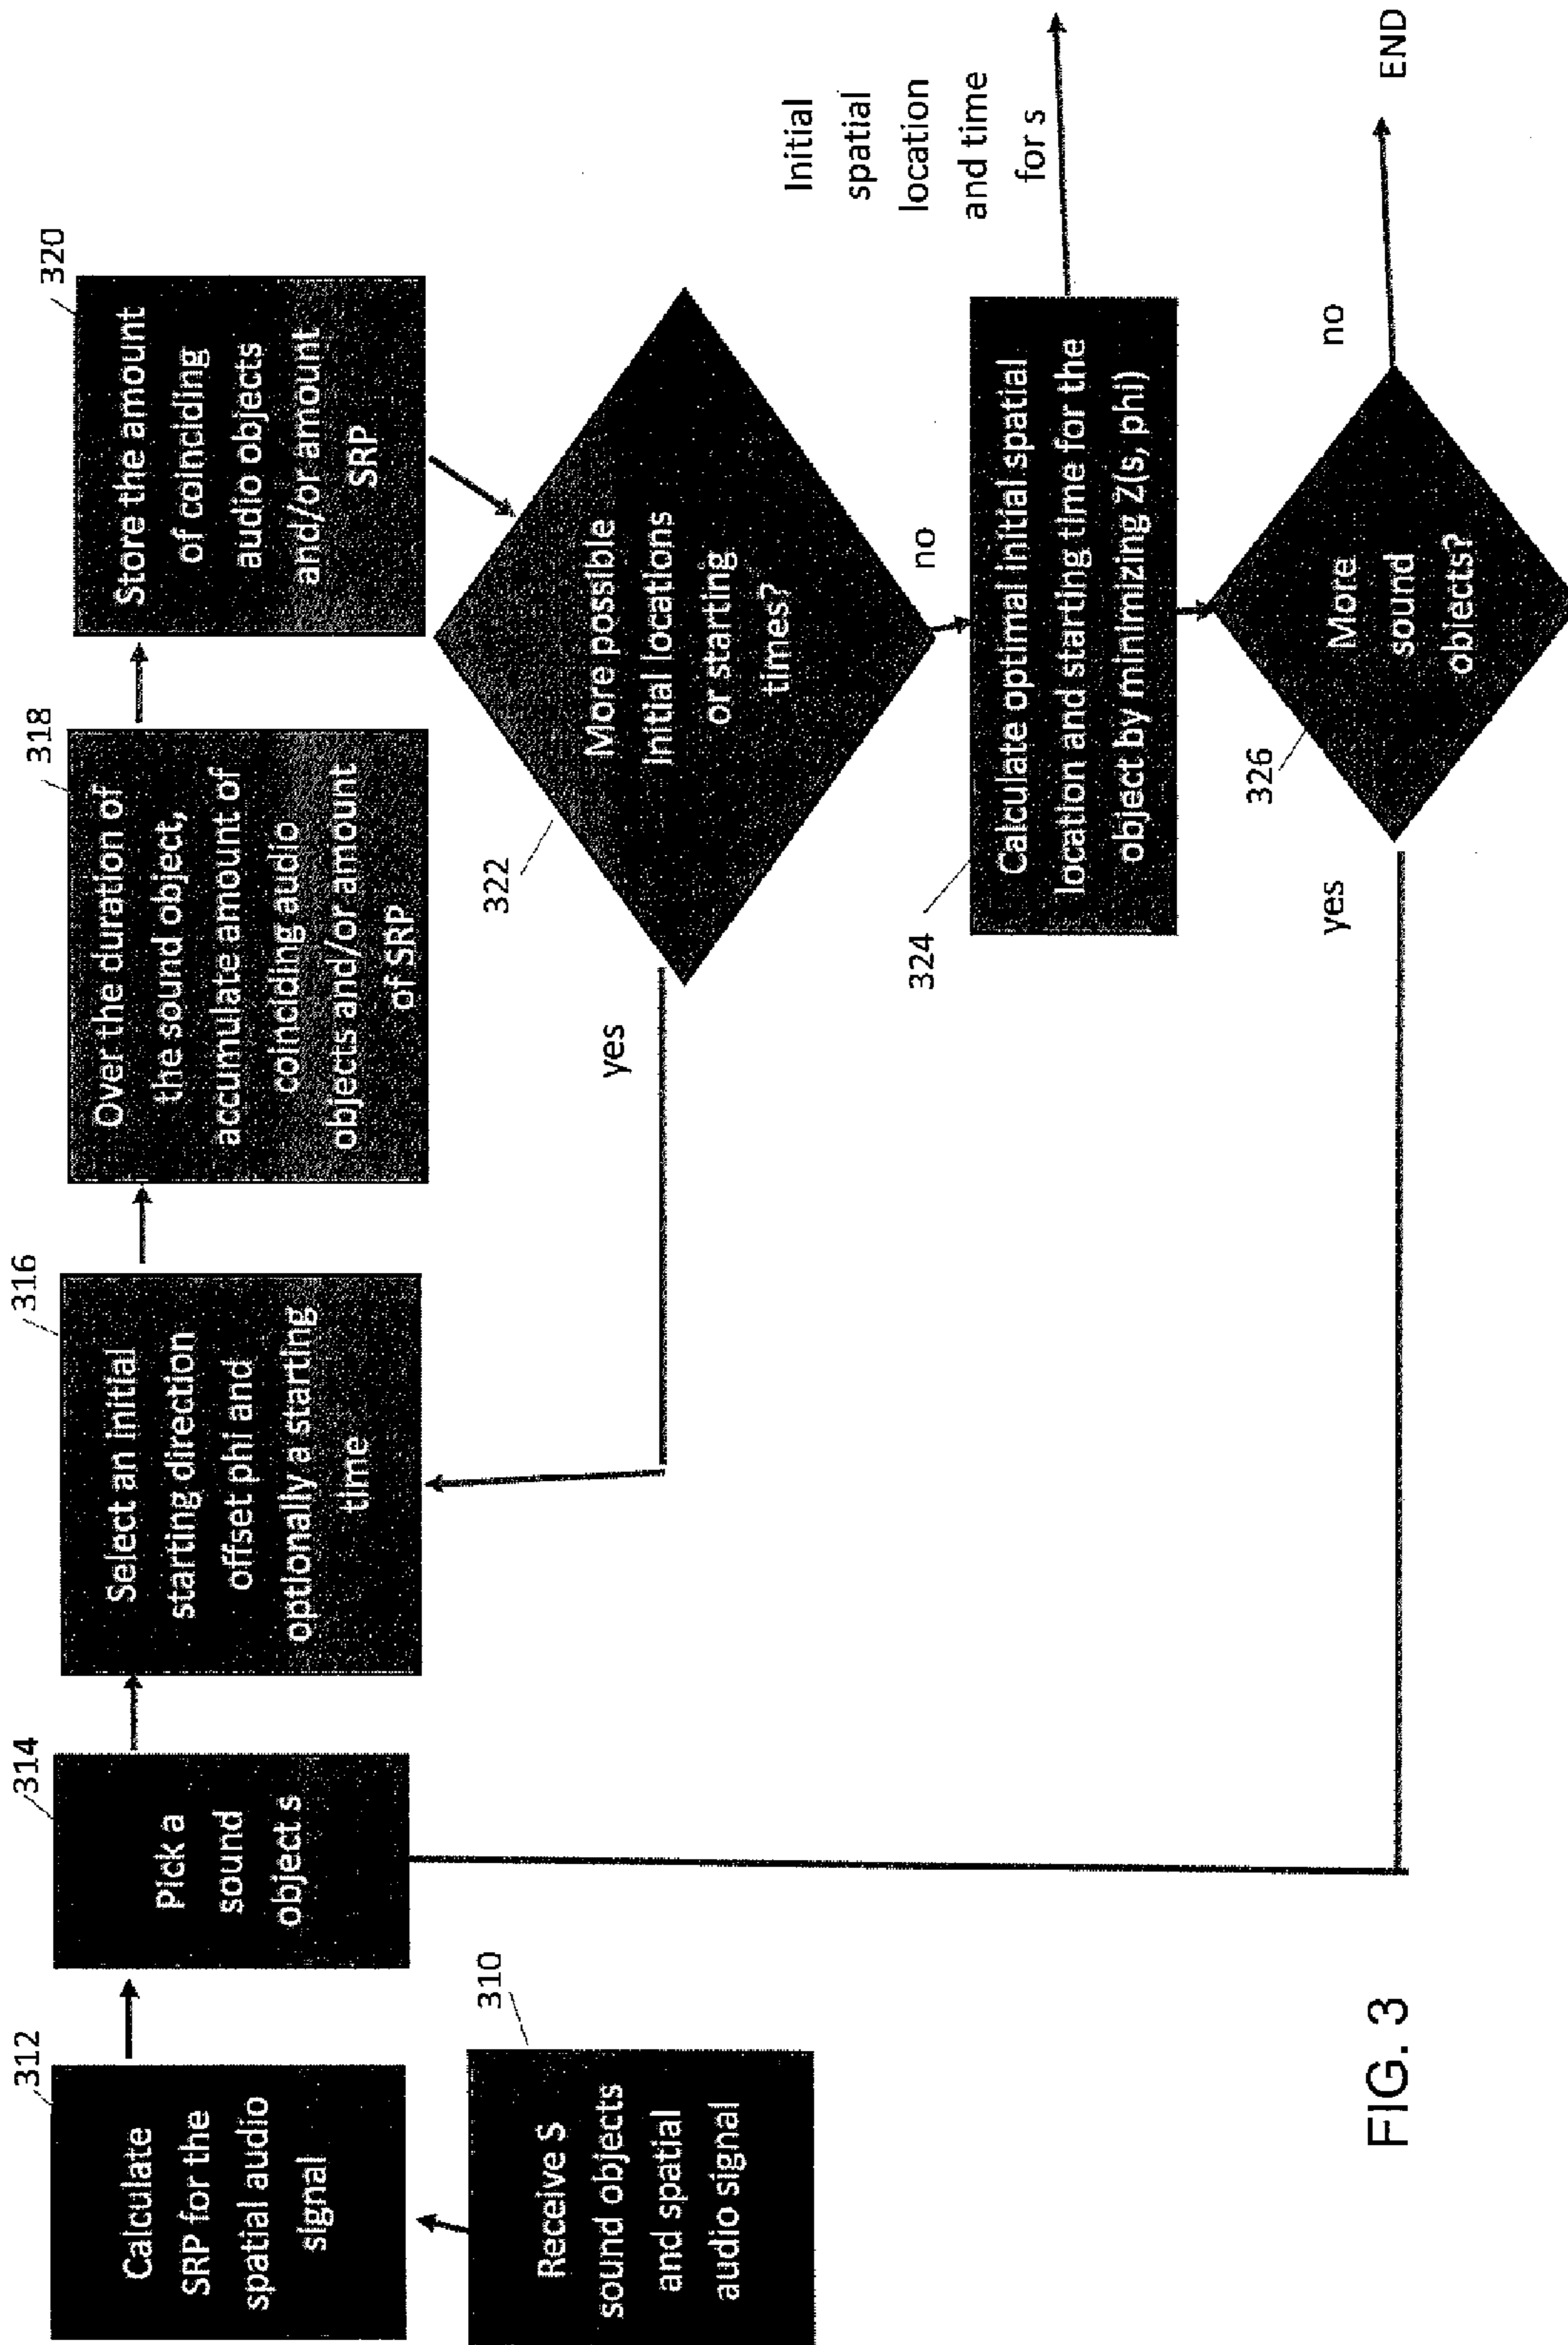 312
Calculate
SRP for the
spatial audio
signal
310
Receive S
sound objects
and spatial
audio signal
314
Pick a
sound
object s
316
Select an initial
starting direction
offset phi and
optionally a starting
time
318
Over the duration of
the sound object,
accumulate amount of
coinciding audio
objects and/or amount
of SRP
320
Store the amount
of coinciding
audio objects
and/or amount
SRP
322
More possible
Initial locations
or starting
times?
yes
no
324
Calculate optimal initial spatial
location and starting time for the
object by minimizing Z(s, phi)
Initial
spatial
location
and time
for s
326
More
sound
objects?
yes
no
END
FIG. 3